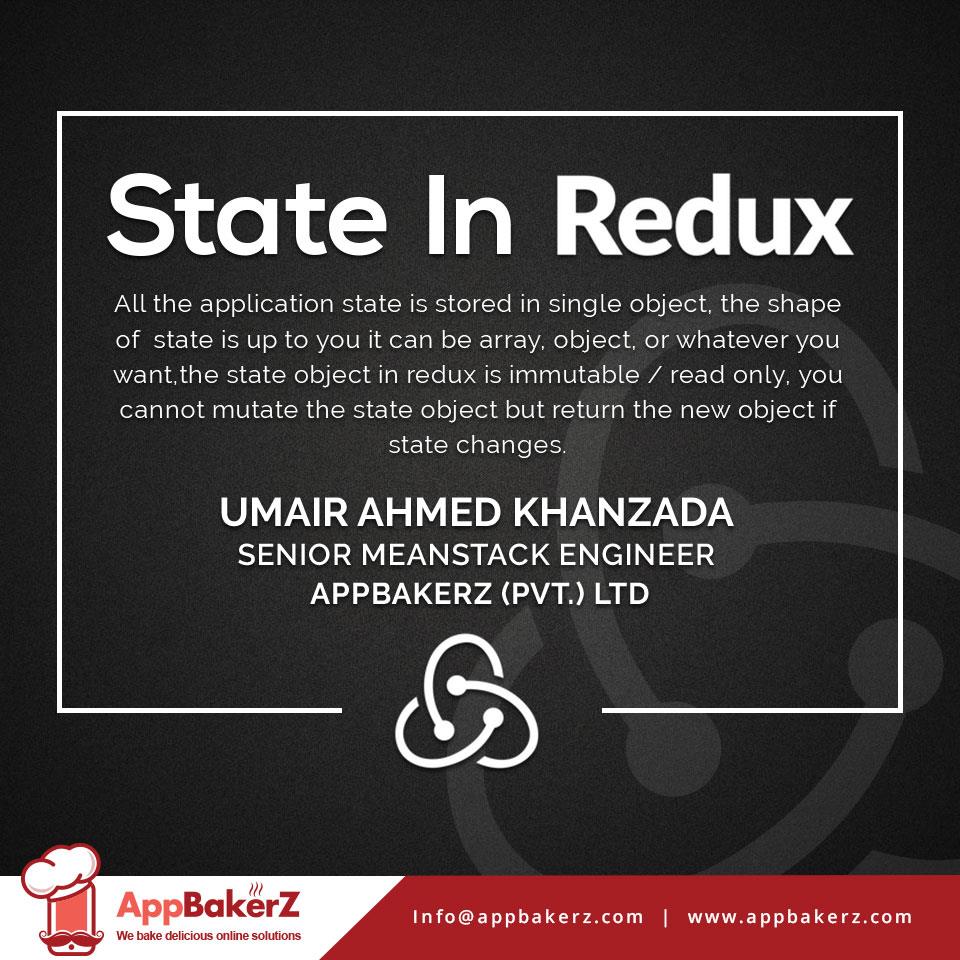 State In Redux
All the application state is stored in single object, the shape
of  state is up to you it can be array, object, or whatever you
want,the state object in redux is immutable / read only, you
cannot mutate the state object but return the new object if
state changes.
UMAIR AHMED KHANZADA
SENIOR MEANSTACK ENGINEER
APPBAKERZ (PVT.) LTD
AppBakerZ
We bake delicious online solutions
Info@appbakerz.com | www.appbakerz.com